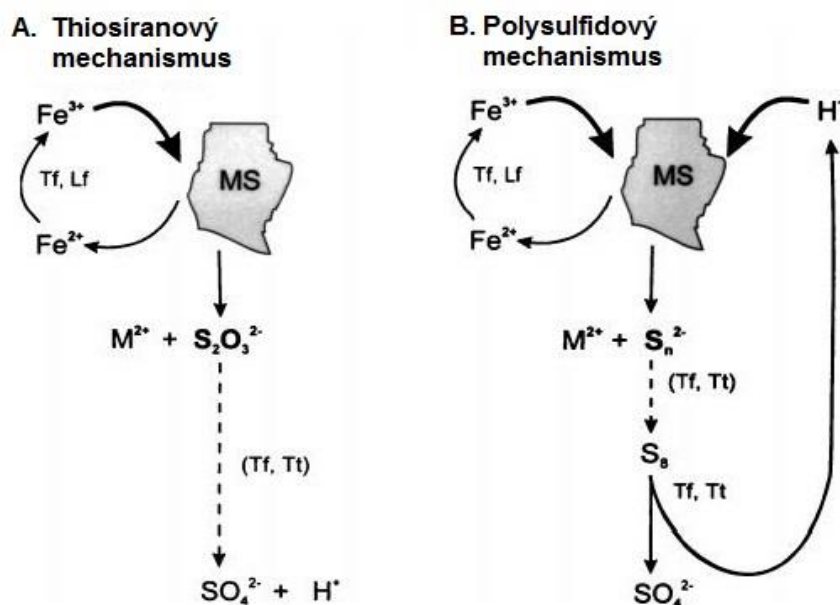 A. Thiosíranový
mechanismus
Fe³⁺
MS
Tf, Lf
Fe²⁺
M²⁺ + S₂O₃²⁻
(Tf, Tt)
SO₄²⁻ + H⁺
B. Polysulfidový
mechanismus
Fe³⁺
H⁺
MS
Tf, Lf
Fe²⁺
M²⁺ + Sₙ²⁻
(Tf, Tt)
S₈
Tf, Tt
SO₄²⁻